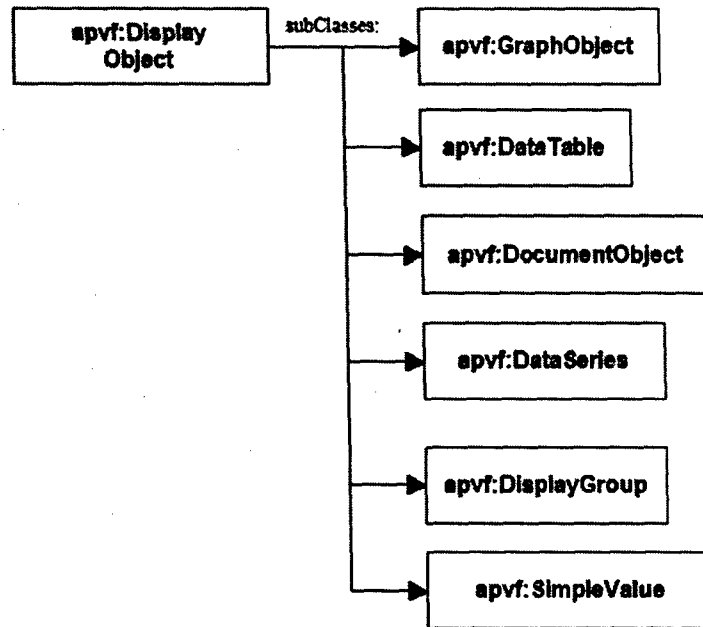 apvf:Display
Object
subClasses:
apvf:GraphObject
apvf:DataTable
apvf:DocumentObject
apvf:DataSeries
apvf:DisplayGroup
apvf:SimpleValue